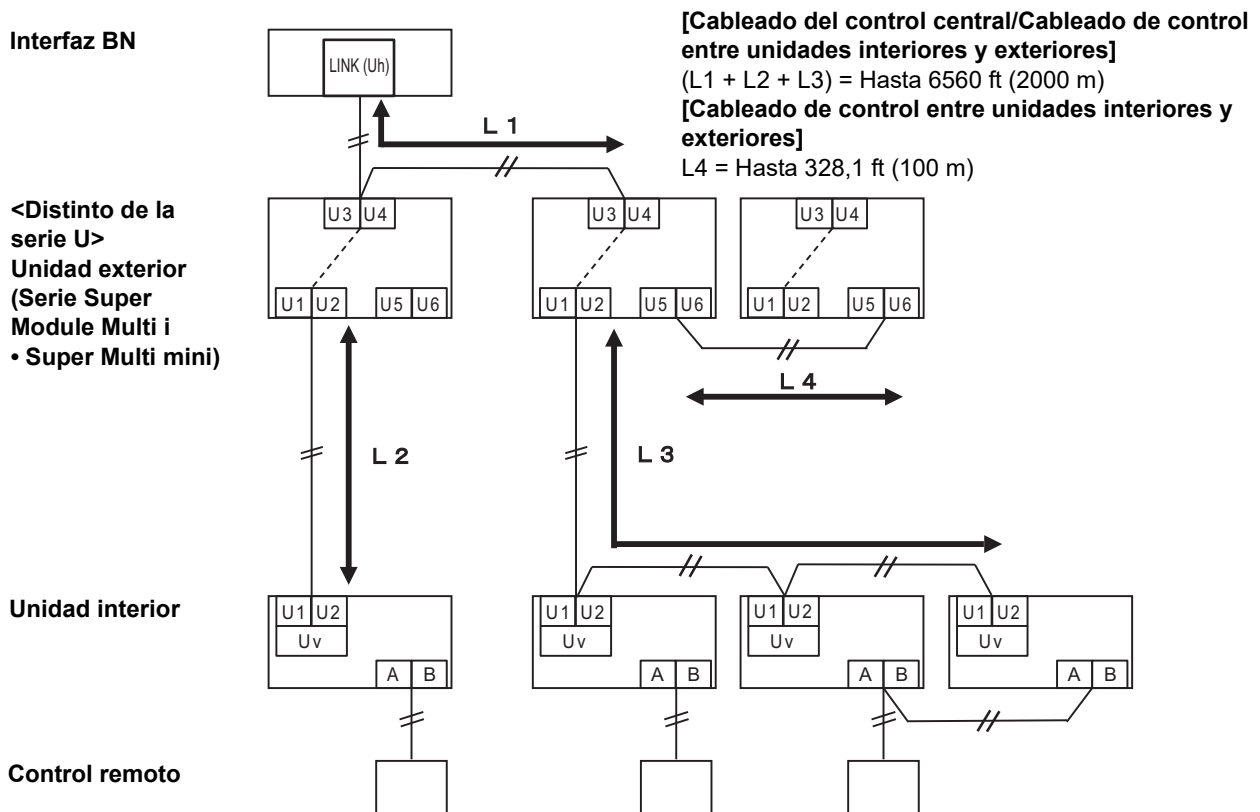 Interfaz BN
LINK (Uh)
[Cableado del control central/Cableado de control
entre unidades interiores y exteriores]
(L1 + L2 + L3) = Hasta 6560 ft (2000 m)
[Cableado de control entre unidades interiores y
exteriores]
L4 = Hasta 328,1 ft (100 m)
L 1
<Distinto de la
serie U>
Unidad exterior
(Serie Super
Module Multi i
• Super Multi mini)
U3 U4
U3 U4
U3 U4
U1 U2 U5 U6
U1 U2 U5 U6
U1 U2 U5 U6
L 4
L 2
L 3
Unidad interior
U1 U2
Uv
A B
U1 U2
Uv
A B
U1 U2
Uv
A B
U1 U2
Uv
A B
Control remoto